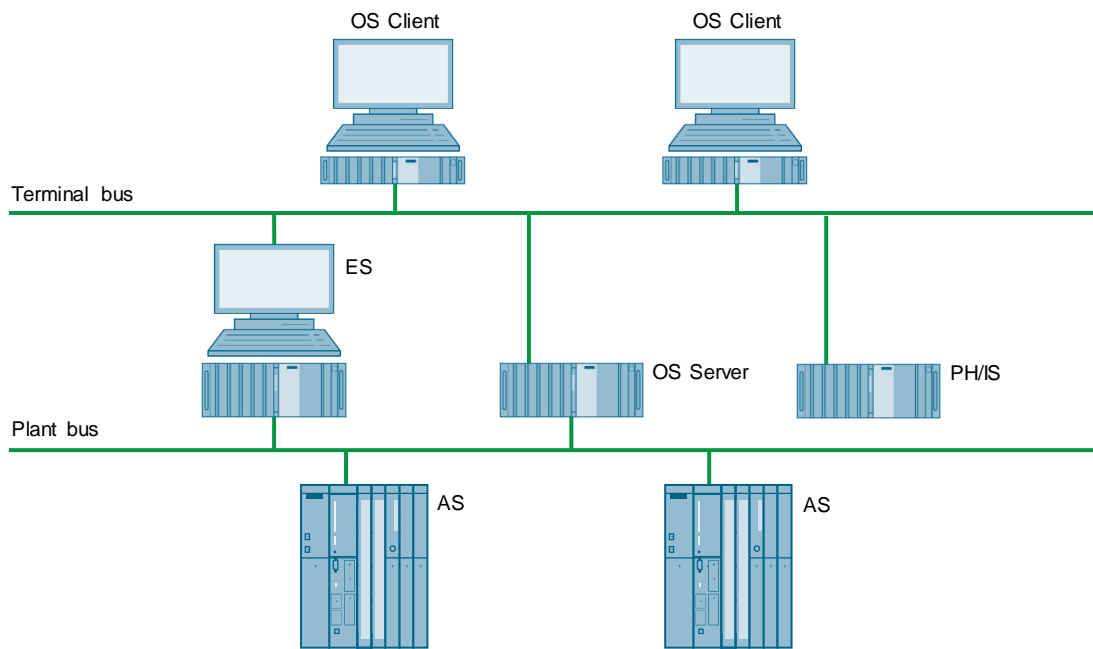 OS Client
OS Client
Terminal bus
ES
OS Server
PH/IS
Plant bus
AS
AS